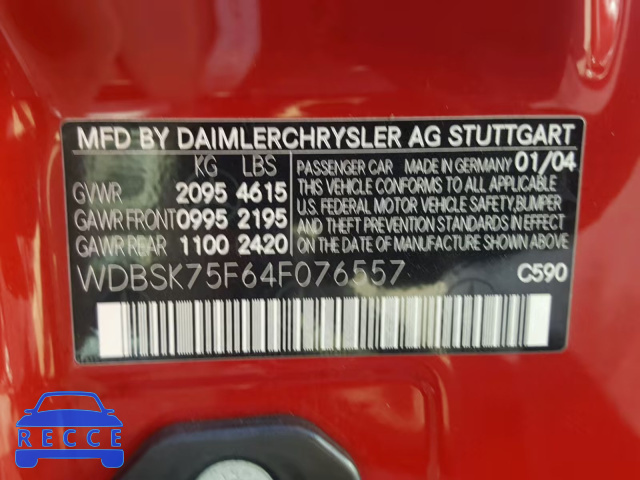 MFD BY DAIMLERCHRYSLER AG STUTTGART
KG LBS
GVWR 2095 4615
GAWR FRONT 0995 2195
GAWR REAR 1100 2420
PASSENGER CAR MADE IN GERMANY 01/04
THIS VEHICLE CONFORMS TO ALL APPLICABLE
U.S. FEDERAL MOTOR VEHICLE SAFETY, BUMPER
AND THEFT PREVENTION STANDARDS IN EFFECT
ON THE DATE OF MANUFACTURE SHOWN ABOVE.
WDBSK75F64F076557 C590
RECCE